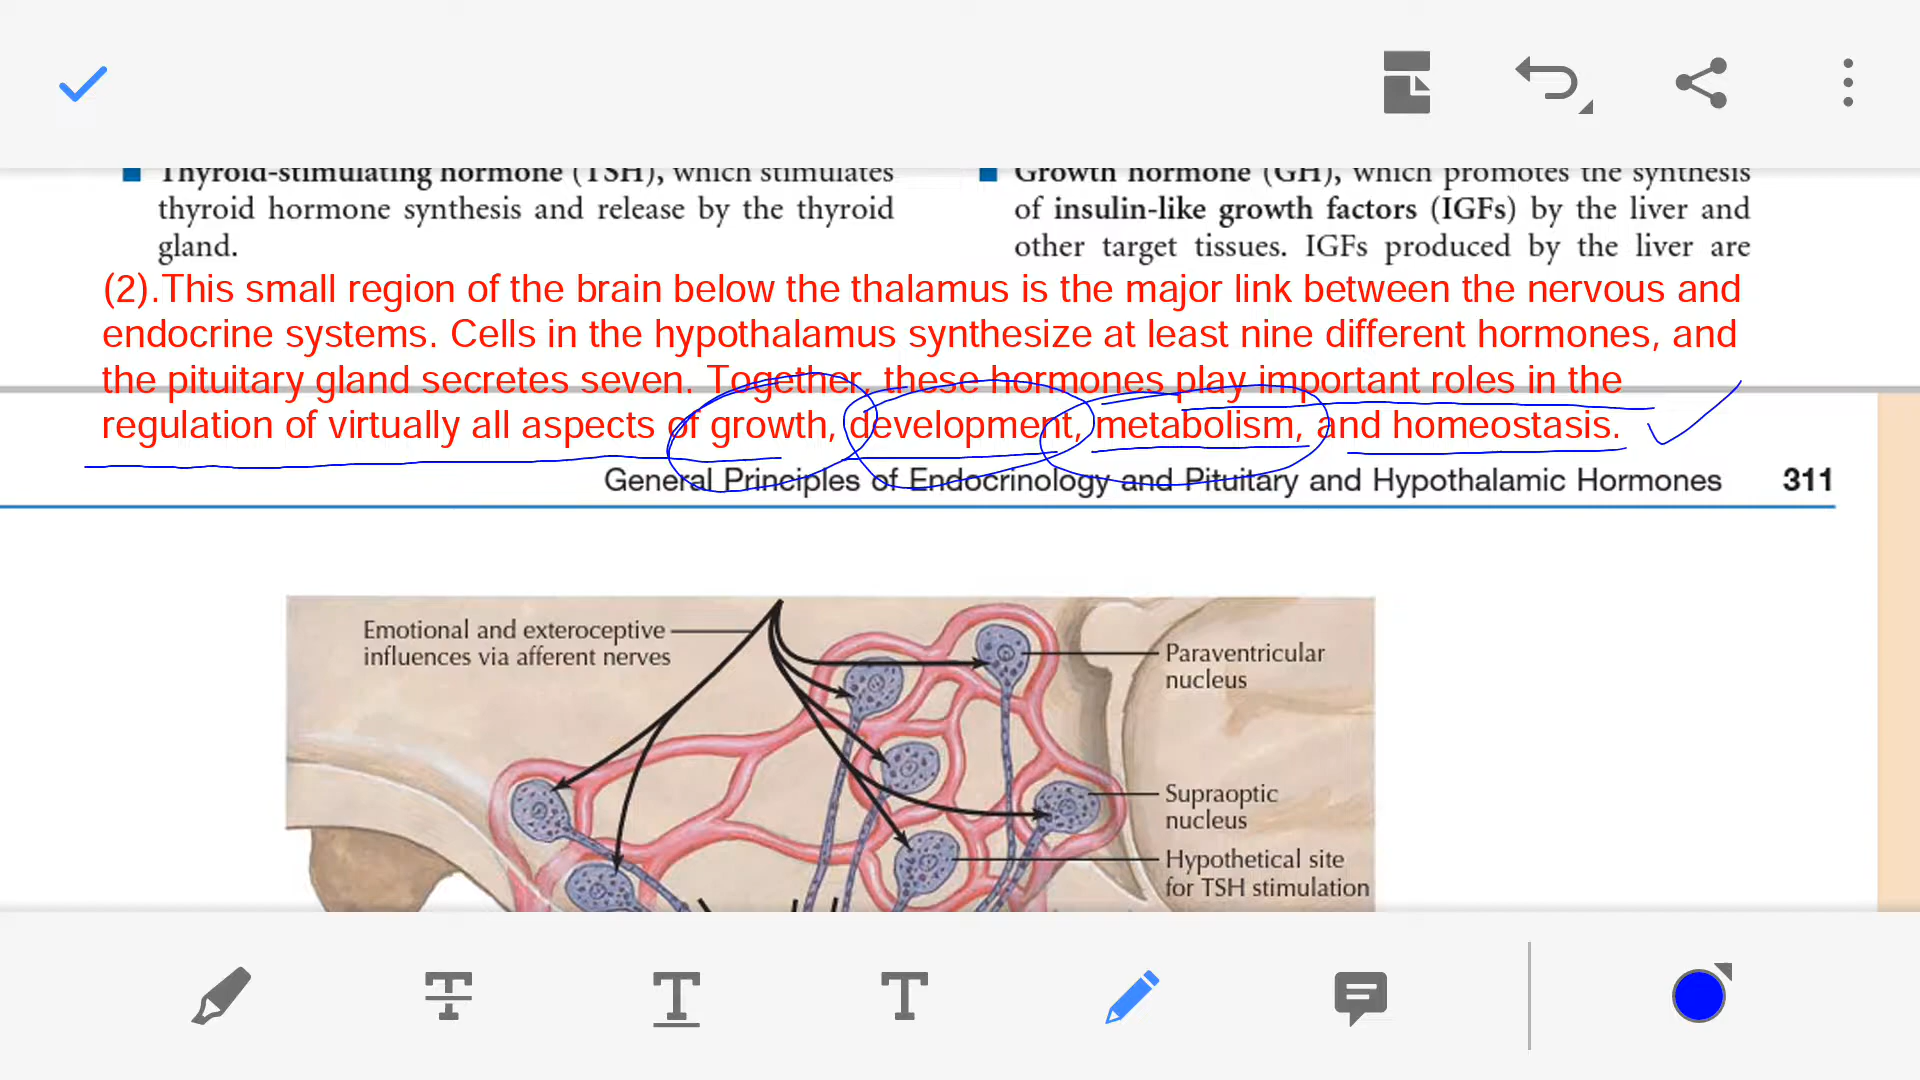 Thyroid-stimulating hormone (TSH), which stimulates
thyroid hormone synthesis and release by the thyroid
gland.
Growth hormone (GH), which promotes the synthesis
of insulin-like growth factors (IGFs) by the liver and
other target tissues. IGFs produced by the liver are
(2).This small region of the brain below the thalamus is the major link between the nervous and
endocrine systems. Cells in the hypothalamus synthesize at least nine different hormones, and
the pituitary gland secretes seven. Together, these hormones play important roles in the
regulation of virtually all aspects of growth, development, metabolism, and homeostasis.
General Principles of Endocrinology and Pituitary and Hypothalamic Hormones 311
Emotional and exteroceptive
influences via afferent nerves
Paraventricular
nucleus
Supraoptic
nucleus
Hypothetical site
for TSH stimulation